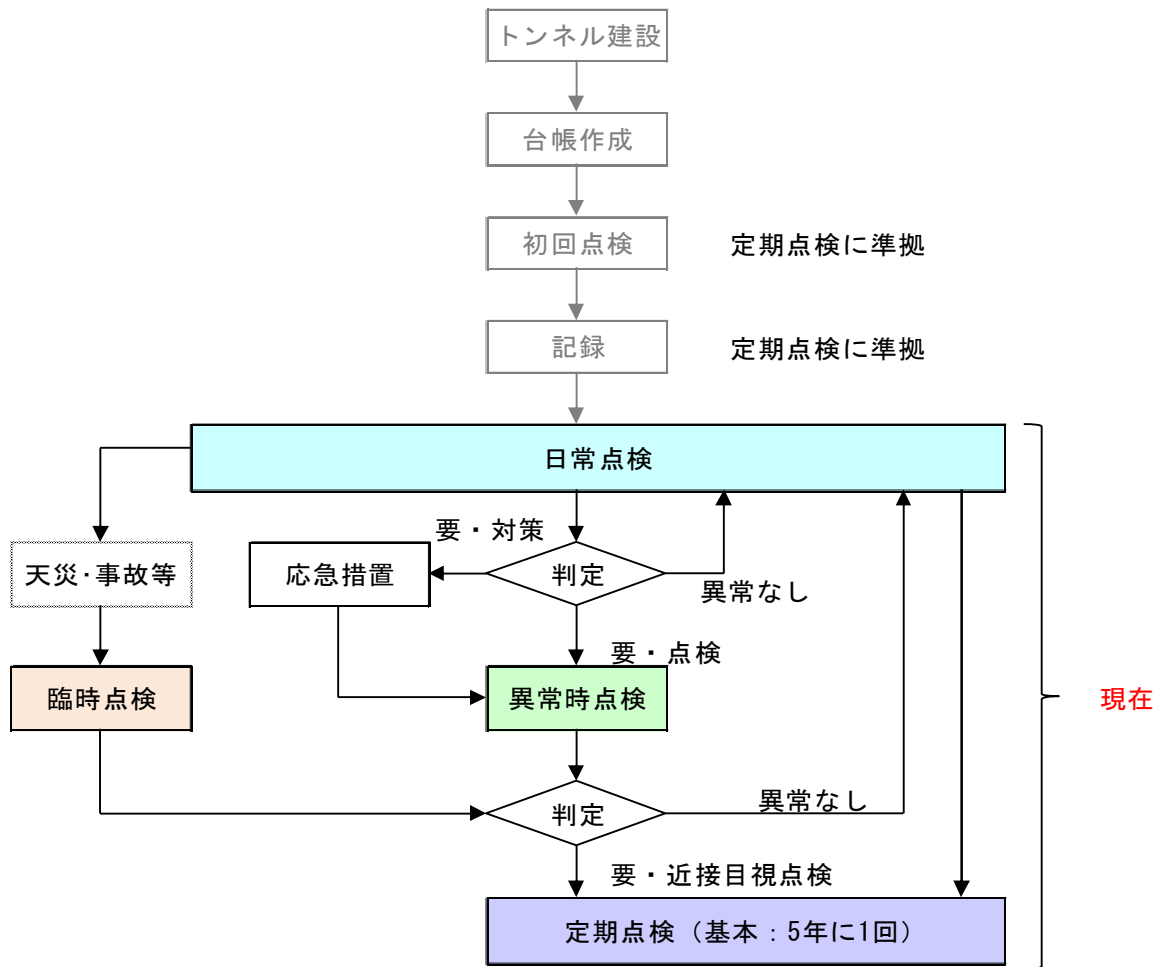 トンネル建設
台帳作成
初回点検
定期点検に準拠
記録
定期点検に準拠
日常点検
要・対策
天災・事故等
応急措置
判定
異常なし
要・点検
臨時点検
異常時点検
現在
異常なし
判定
要・近接目視点検
定期点検（基本：5年に1回）